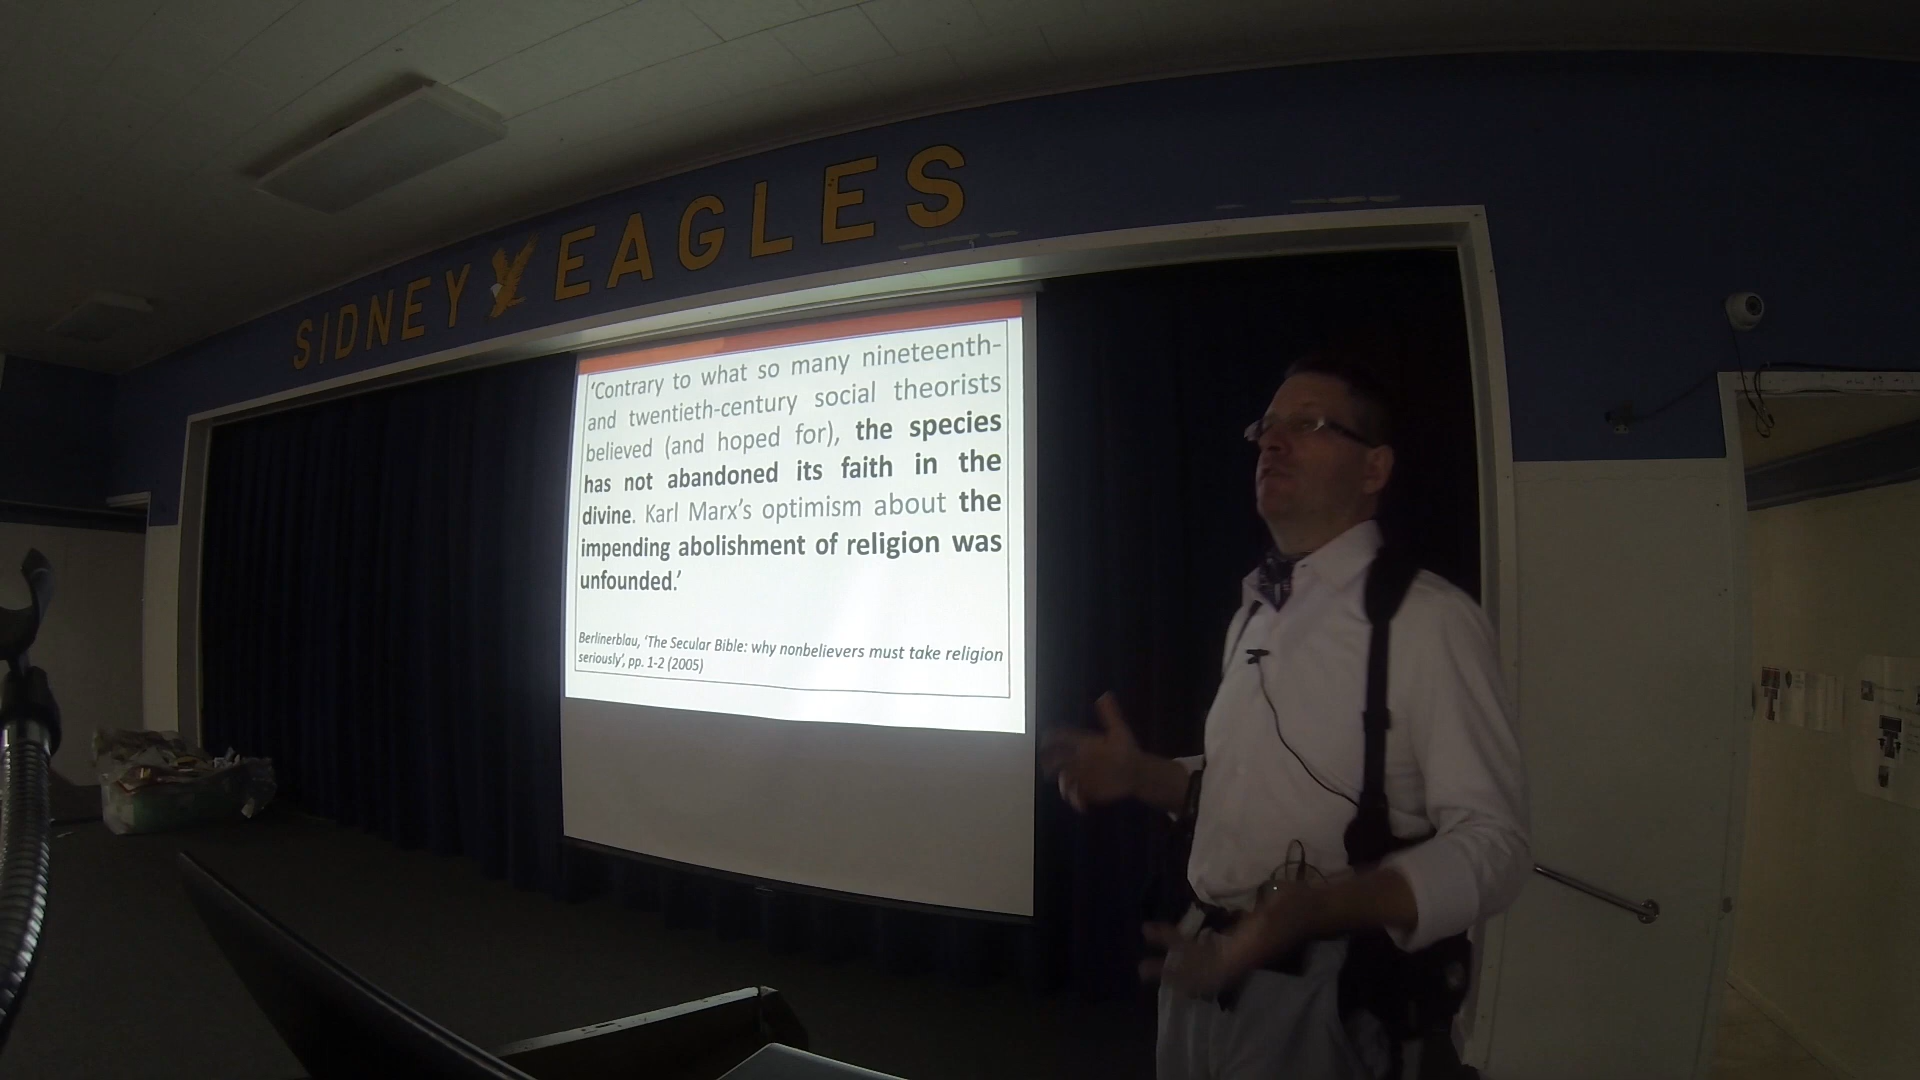 SIDNEY EAGLES
‘Contrary to what so many nineteenth-
and twentieth-century social theorists
believed (and hoped for), the species
has not abandoned its faith in the
divine. Karl Marx’s optimism about the
impending abolishment of religion was
unfounded.’
Berlinerblau, ‘The Secular Bible: why nonbelievers must take religion
seriously’, pp. 1-2 (2005)